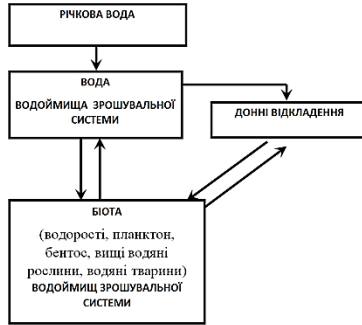 РІЧКОВА ВОДА
ВОДА
ВОДОЙМИЩА ЗРОШУВАЛЬНОЇ
СИСТЕМИ
ДОННІ ВІДКЛАДЕННЯ
БІОТА
(водорості, планктон,
бентос, вищі водяні
рослини, водяні тварини)
ВОДОЙМИЩ ЗРОШУВАЛЬНОЇ
СИСТЕМИ